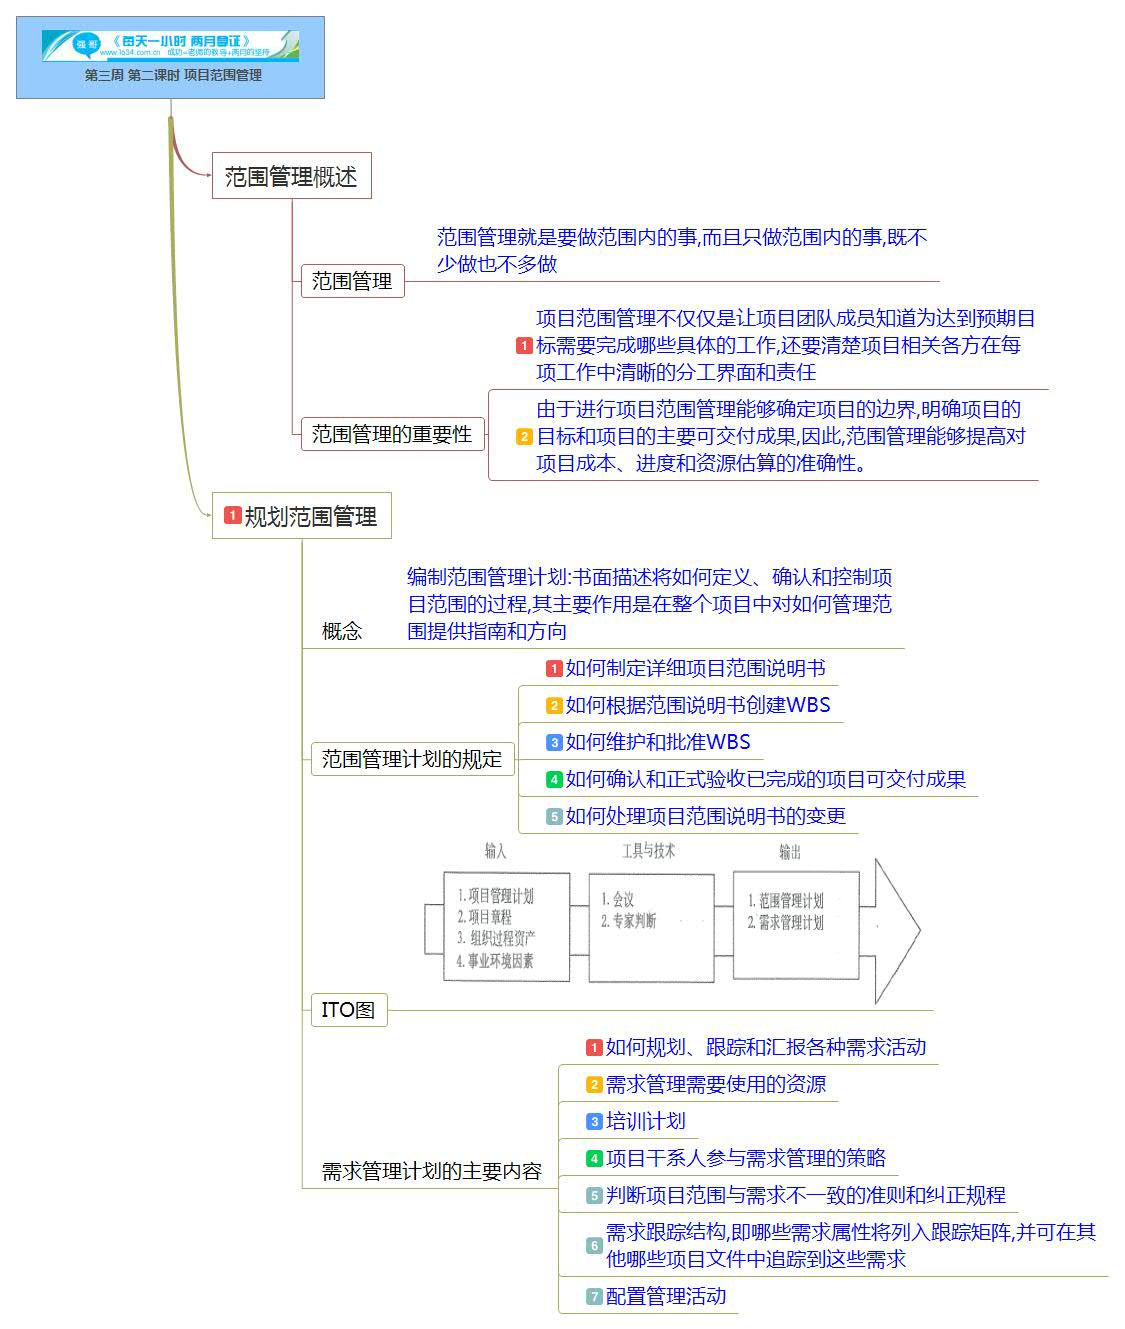 强哥
《每天一小时 两月拿证》
www.1634.com.cn 成功=老师的教导+两月的坚持
第三周 第二课时 项目范围管理
范围管理概述
范围管理就是要做范围内的事,而且只做范围内的事,既不
少做也不多做
范围管理
项目范围管理不仅仅是让项目团队成员知道为达到预期目
1 标需要完成哪些具体的工作,还要清楚项目相关各方在每
项工作中清晰的分工界面和责任
范围管理的重要性
由于进行项目范围管理能够确定项目的边界,明确项目的
2 目标和项目的主要可交付成果,因此,范围管理能够提高对
项目成本、进度和资源估算的准确性。
1 规划范围管理
编制范围管理计划:书面描述将如何定义、确认和控制项
目范围的过程,其主要作用是在整个项目中对如何管理范
围提供指南和方向
概念
1 如何制定详细项目范围说明书
2 如何根据范围说明书创建WBS
3 如何维护和批准WBS
范围管理计划的规定
4 如何确认和正式验收已完成的项目可交付成果
5 如何处理项目范围说明书的变更
输入
1.项目管理计划
2.项目章程
3. 组织过程资产
4.事业环境因素
工具与技术
1. 会议
2. 专家判断
输出
1. 范围管理计划
2. 需求管理计划
ITO图
1 如何规划、跟踪和汇报各种需求活动
2 需求管理需要使用的资源
3 培训计划
4 项目干系人参与需求管理的策略
需求管理计划的主要内容
5 判断项目范围与需求不一致的准则和纠正规程
6 需求跟踪结构,即哪些需求属性将列入跟踪矩阵,并可在其
他哪些项目文件中追踪到这些需求
7 配置管理活动